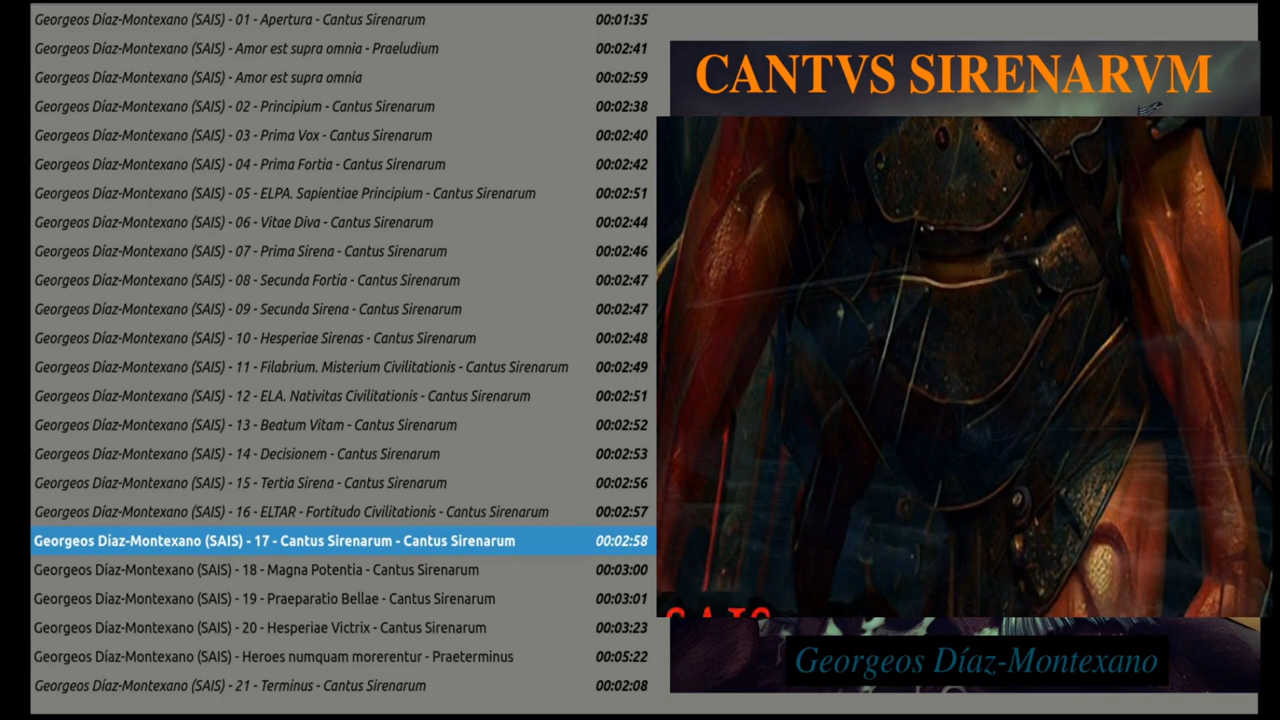 Georgeos Díaz-Montexano (SAIS) - 01 - Apertura - Cantus Sirenarum 00:01:35
Georgeos Díaz-Montexano (SAIS) - Amor est supra omnia - Praeludium 00:02:41
Georgeos Díaz-Montexano (SAIS) - Amor est supra omnia 00:02:59
Georgeos Díaz-Montexano (SAIS) - 02 - Principium - Cantus Sirenarum 00:02:38
Georgeos Díaz-Montexano (SAIS) - 03 - Prima Vox - Cantus Sirenarum 00:02:40
Georgeos Díaz-Montexano (SAIS) - 04 - Prima Fortia - Cantus Sirenarum 00:02:42
Georgeos Díaz-Montexano (SAIS) - 05 - ELPA. Sapientiae Principium - Cantus Sirenarum 00:02:51
Georgeos Díaz-Montexano (SAIS) - 06 - Vitae Diva - Cantus Sirenarum 00:02:44
Georgeos Díaz-Montexano (SAIS) - 07 - Prima Sirena - Cantus Sirenarum 00:02:46
Georgeos Díaz-Montexano (SAIS) - 08 - Secunda Fortia - Cantus Sirenarum 00:02:47
Georgeos Díaz-Montexano (SAIS) - 09 - Secunda Sirena - Cantus Sirenarum 00:02:47
Georgeos Díaz-Montexano (SAIS) - 10 - Hesperiae Sirenas - Cantus Sirenarum 00:02:48
Georgeos Díaz-Montexano (SAIS) - 11 - Filabrium. Misterium Civilitationis - Cantus Sirenarum 00:02:49
Georgeos Díaz-Montexano (SAIS) - 12 - ELA. Nativitas Civilitationis - Cantus Sirenarum 00:02:51
Georgeos Díaz-Montexano (SAIS) - 13 - Beatum Vitam - Cantus Sirenarum 00:02:52
Georgeos Díaz-Montexano (SAIS) - 14 - Decisionem - Cantus Sirenarum 00:02:53
Georgeos Díaz-Montexano (SAIS) - 15 - Tertia Sirena - Cantus Sirenarum 00:02:56
Georgeos Díaz-Montexano (SAIS) - 16 - ELTAR - Fortitudo Civilitationis - Cantus Sirenarum 00:02:57
Georgeos Díaz-Montexano (SAIS) - 17 - Cantus Sirenarum - Cantus Sirenarum 00:02:58
Georgeos Díaz-Montexano (SAIS) - 18 - Magna Potentia - Cantus Sirenarum 00:03:00
Georgeos Díaz-Montexano (SAIS) - 19 - Praeparatio Bellae - Cantus Sirenarum 00:03:01
Georgeos Díaz-Montexano (SAIS) - 20 - Hesperiae Victrix - Cantus Sirenarum 00:03:23
Georgeos Díaz-Montexano (SAIS) - Heroes numquam morerentur - Praeterminus 00:05:22
Georgeos Díaz-Montexano (SAIS) - 21 - Terminus - Cantus Sirenarum 00:02:08
CANTVS SIRENARVM
SAIS
Georgeos Díaz-Montexano